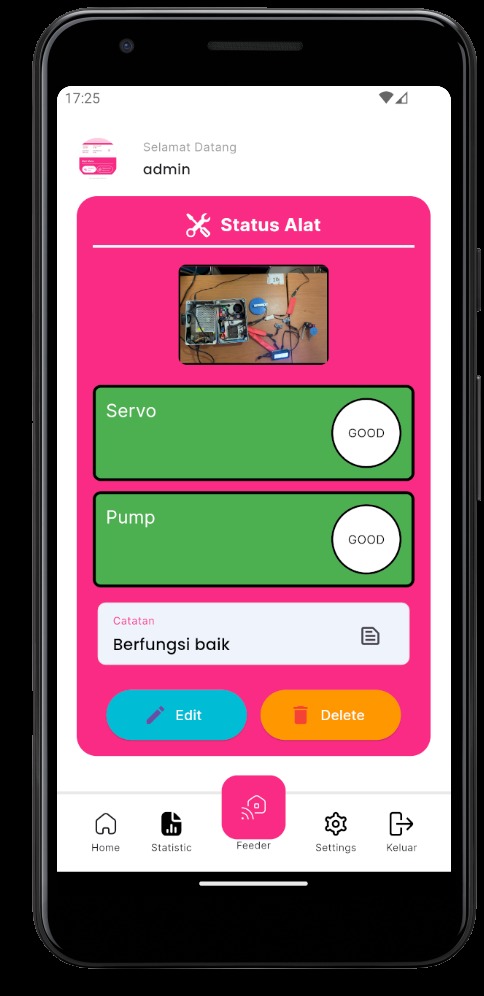 17:25
Selamat Datang
admin
Status Alat
Servo
GOOD
Pump
GOOD
Catatan
Berfungsi baik
Edit
Delete
Home
Statistic
Feeder
Settings
Keluar